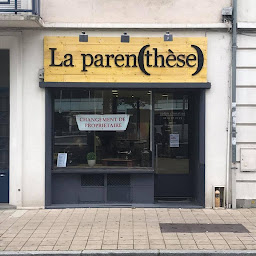 La paren(thèse)
CHANGEMENT DE
PROPRIÉTAIRE